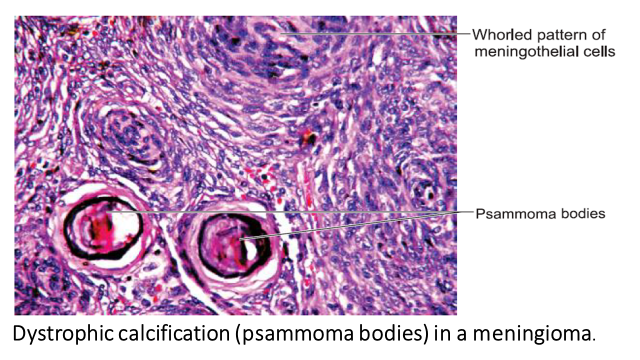 Whorled pattern of
meningothelial cells
Psammoma bodies
Dystrophic calcification (psammoma bodies) in a meningioma.